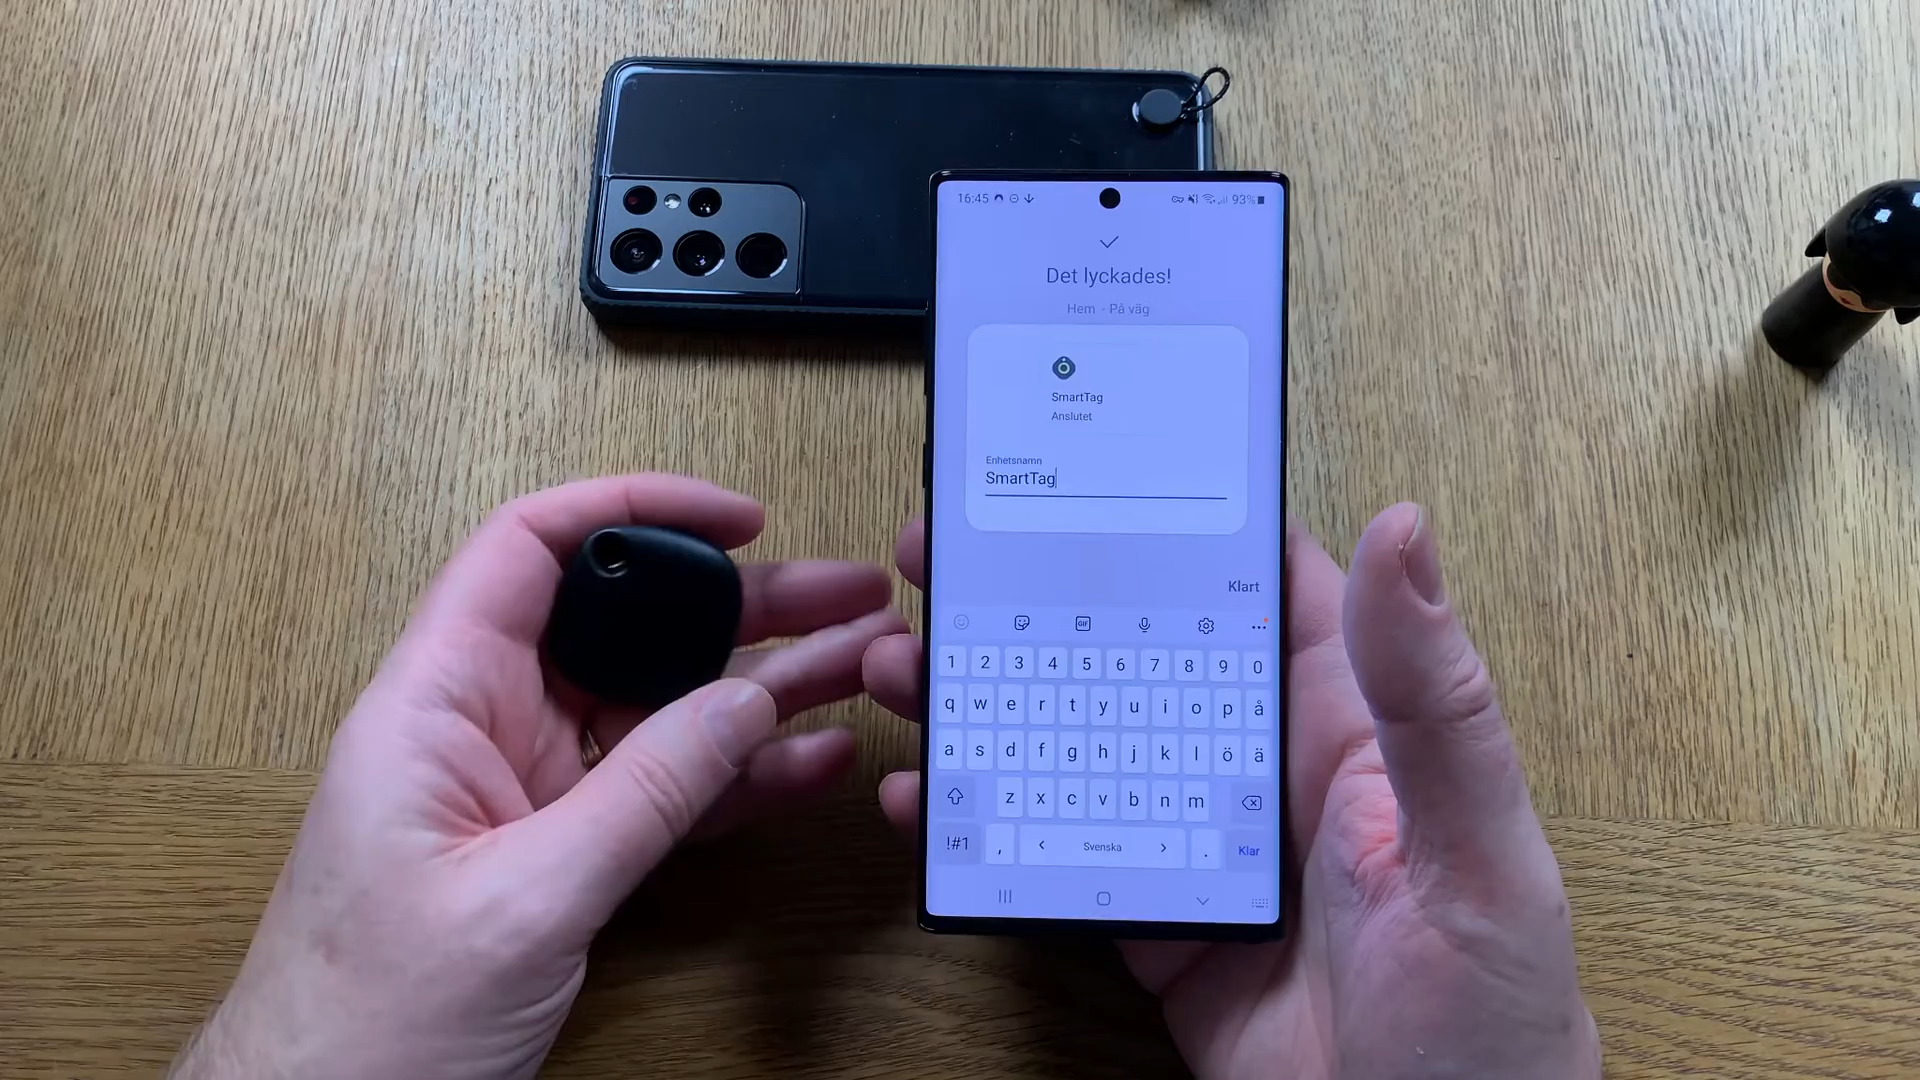 16:45 93%
Det lyckades!
Hem - På väg
SmartTag
Anslutet
Enhetsnamn
SmartTag
Klart
GIF
1 2 3 4 5 6 7 8 9 0
q w e r t y u i o p å
a s d f g h j k l ö ä
z x c v b n m
!#1 , < Svenska > . Klar